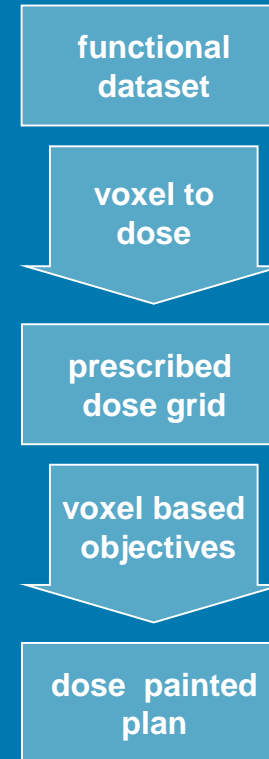 functional
dataset
voxel to
dose
prescribed
dose grid
voxel based
objectives
dose painted
plan